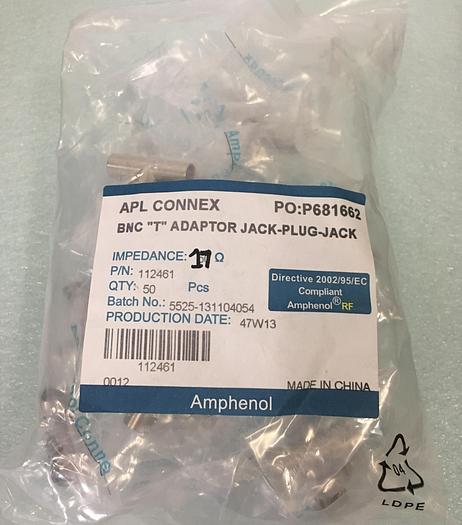 APL CONNEX PO:P681662
BNC "T" ADAPTOR JACK-PLUG-JACK
IMPEDANCE: 17 Ω
P/N: 112461
QTY: 50 Pcs
Batch No.: 5525-131104054
PRODUCTION DATE: 47W13
Directive 2002/95/EC
Compliant
Amphenol® RF
112461
0012 MADE IN CHINA
Amphenol
04
LDPE